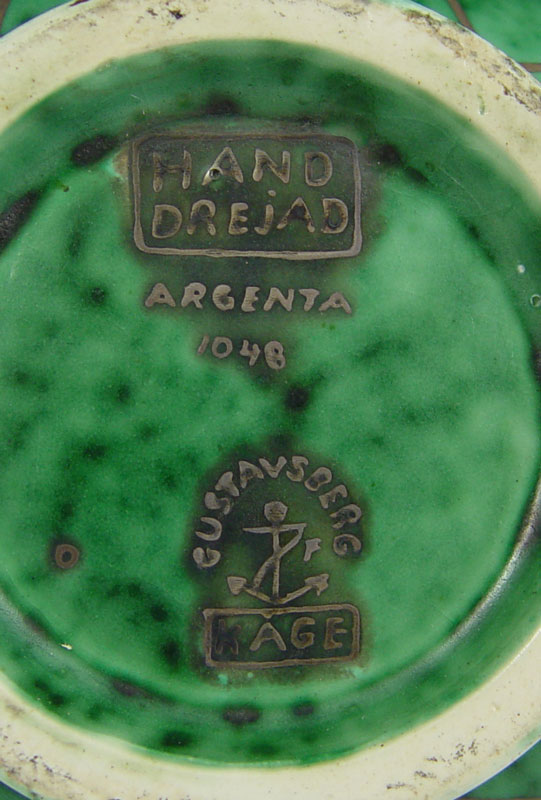 HAND
DREJAD
ARGENTA
1048
GUSTAVSBERG
F
KÅGE